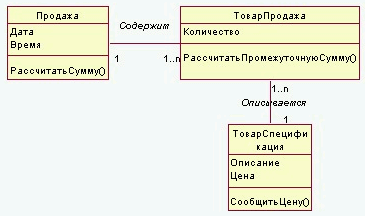 Продажа
Дата
Время
РассчитатьСумму()
Содержит
1
1..n
ТоварПродажа
Количество
РассчитатьПромежуточнуюСумму()
1..n
Описывается
1
ТоварСпецифи
кация
Описание
Цена
СообщитьЦену()